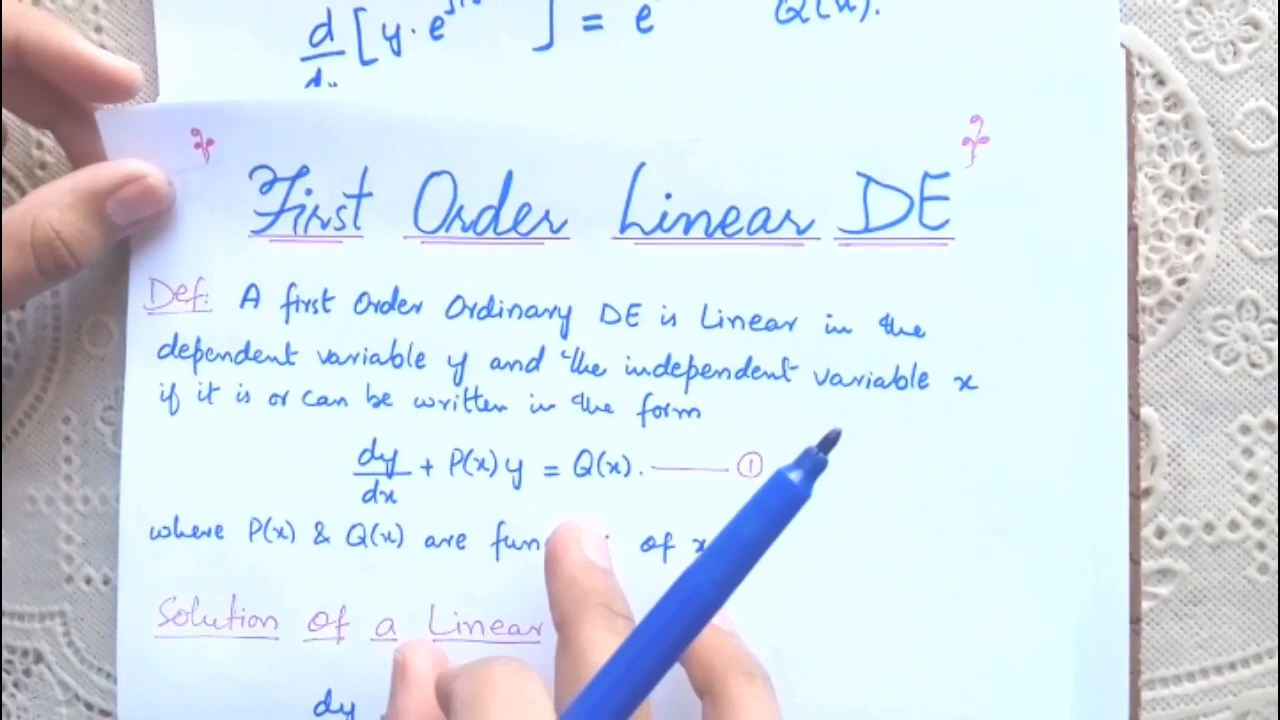 d/dx [y. e ] = e Q(x).
First Order Linear DE
Def: A first Order Ordinary DE is Linear in the
dependent variable y and the independent variable x
if it is or can be written in the form
dy/dx + P(x) y = Q(x). ——— ①
where P(x) & Q(x) are of x
Solution of a Linear
dy